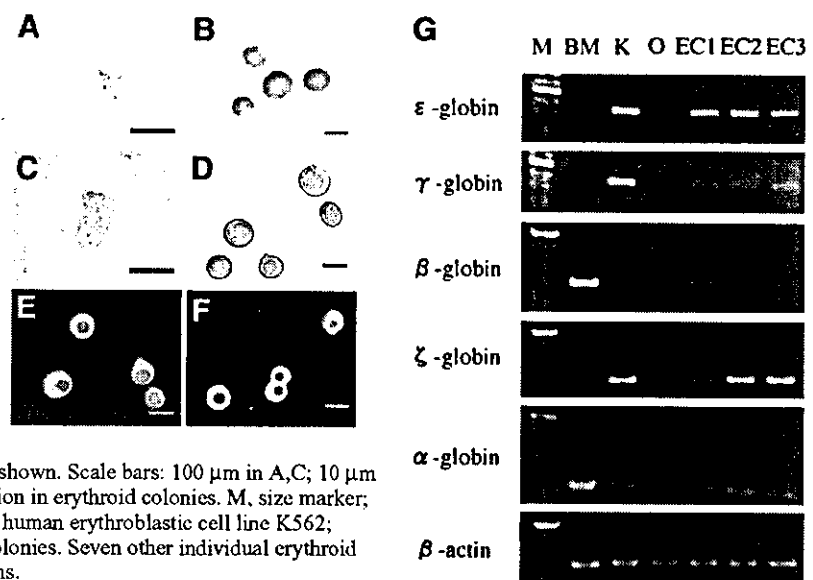 A
B
C
D
E
F
G
M BM K O EC1 EC2 EC3
ε-globin
γ-globin
β-globin
ζ-globin
α-globin
β-actin
shown. Scale bars: 100 μm in A,C; 10 μm
ion in erythroid colonies. M, size marker;
human erythroblastic cell line K562;
olonies. Seven other individual erythroid
ns.